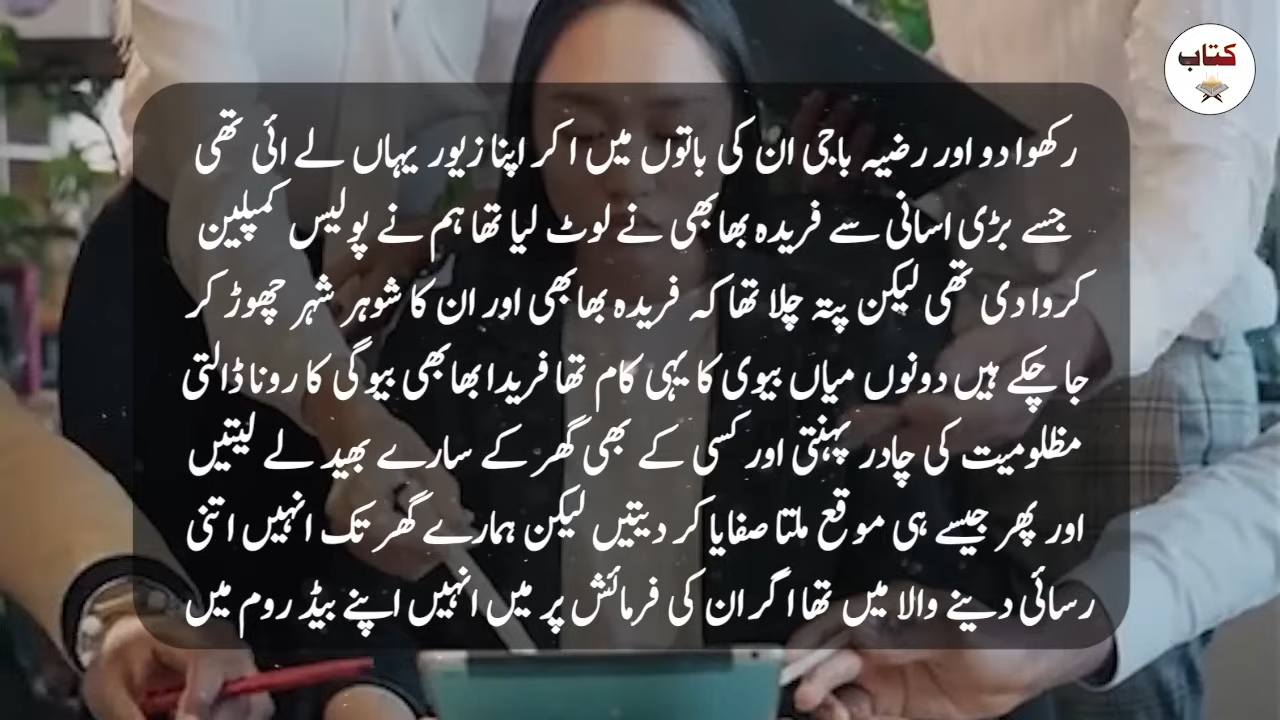 کتاب
رکھوا دو اور رضیہ باجی ان کی باتوں میں ا کر اپنا زیور یہاں لے ائی تھی
جسے بڑی اسانی سے فریدہ بھابھی نے لوٹ لیا تھا ہم نے پولیس کمپلین
کروا دی تھی لیکن پتہ چلا تھا کہ فریدہ بھابھی اور ان کا شوہر شہر چھوڑ کر
جا چکے ہیں دونوں میاں بیوی کا یہی کام تھا فریدا بھابھی بیوگی کا رونا ڈالتی
مظلومیت کی چادر پہنتی اور کسی کے بھی گھر کے سارے بھید لے لیتیں
اور پھر جیسے ہی موقع ملتا صفایا کر دیتیں لیکن ہمارے گھر تک انہیں اتنی
رسائی دینے والا میں تھا اگر ان کی فرمائش پر میں انہیں اپنے بیڈ روم میں